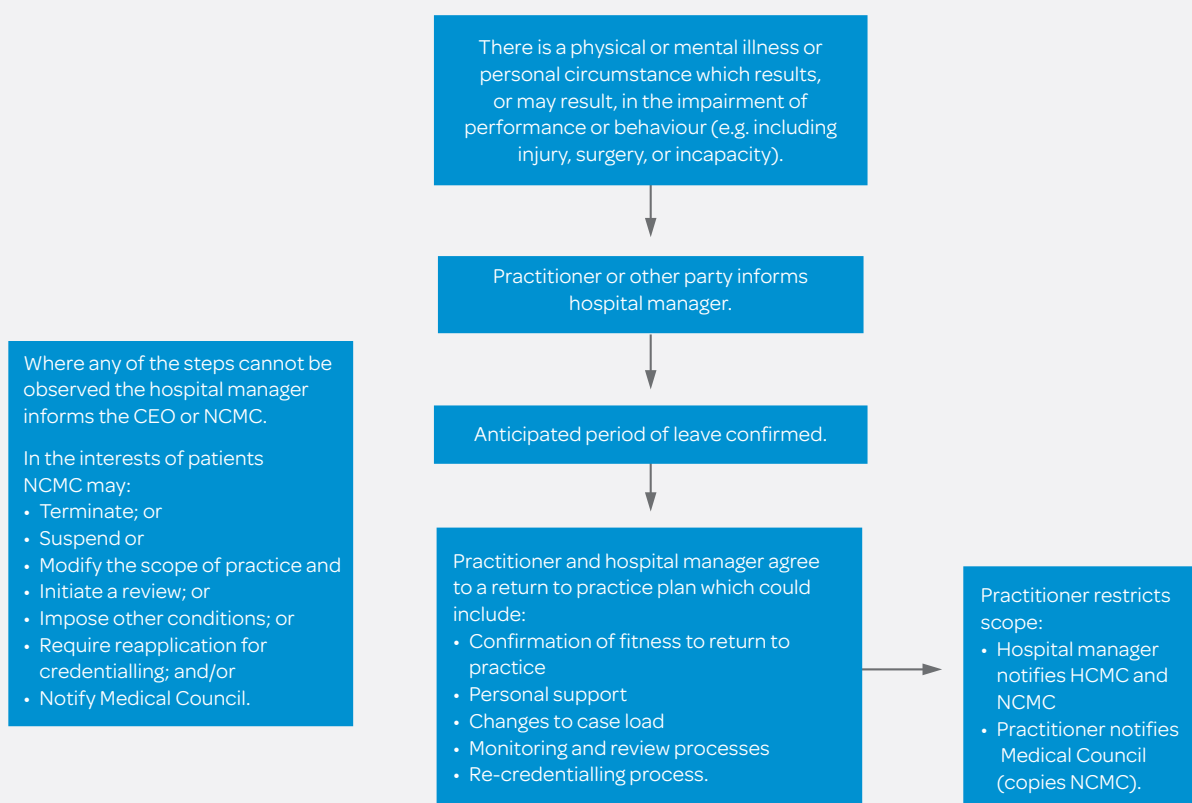 There is a physical or mental illness or
personal circumstance which results,
or may result, in the impairment of
performance or behaviour (e.g. including
injury, surgery, or incapacity).
Practitioner or other party informs
hospital manager.
Anticipated period of leave confirmed.
Where any of the steps cannot be
observed the hospital manager
informs the CEO or NCMC.
In the interests of patients
NCMC may:
• Terminate; or
• Suspend or
• Modify the scope of practice and
• Initiate a review; or
• Impose other conditions; or
• Require reapplication for
credentialling; and/or
• Notify Medical Council.
Practitioner and hospital manager agree
to a return to practice plan which could
include:
• Confirmation of fitness to return to
practice
• Personal support
• Changes to case load
• Monitoring and review processes
• Re-credentialling process.
Practitioner restricts
scope:
• Hospital manager
notifies HCMC and
NCMC
• Practitioner notifies
Medical Council
(copies NCMC).